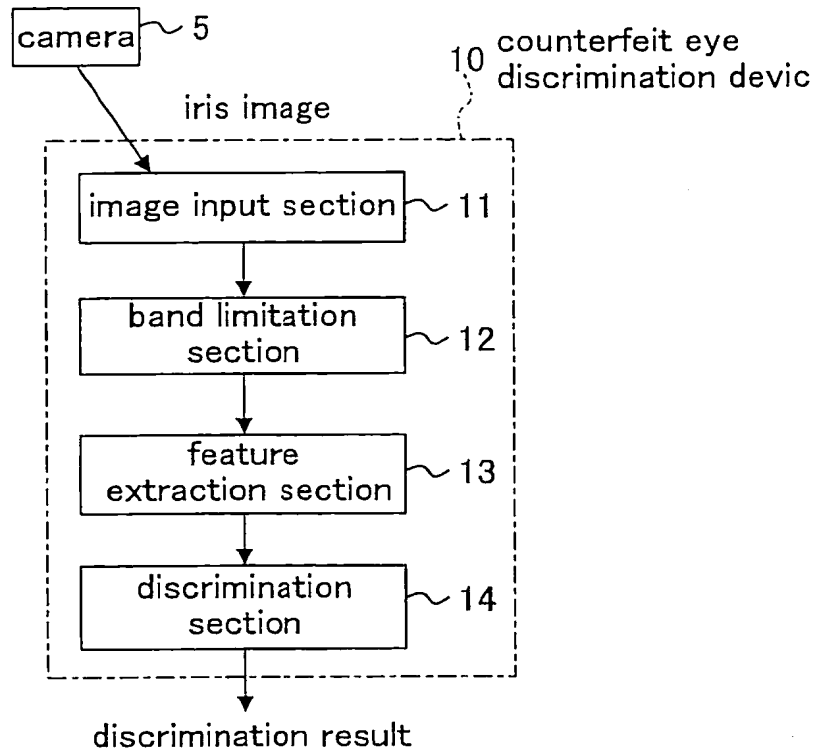 camera 5
10 counterfeit eye
discrimination devic
iris image
image input section 11
band limitation
section 12
feature
extraction section 13
discrimination
section 14
discrimination result